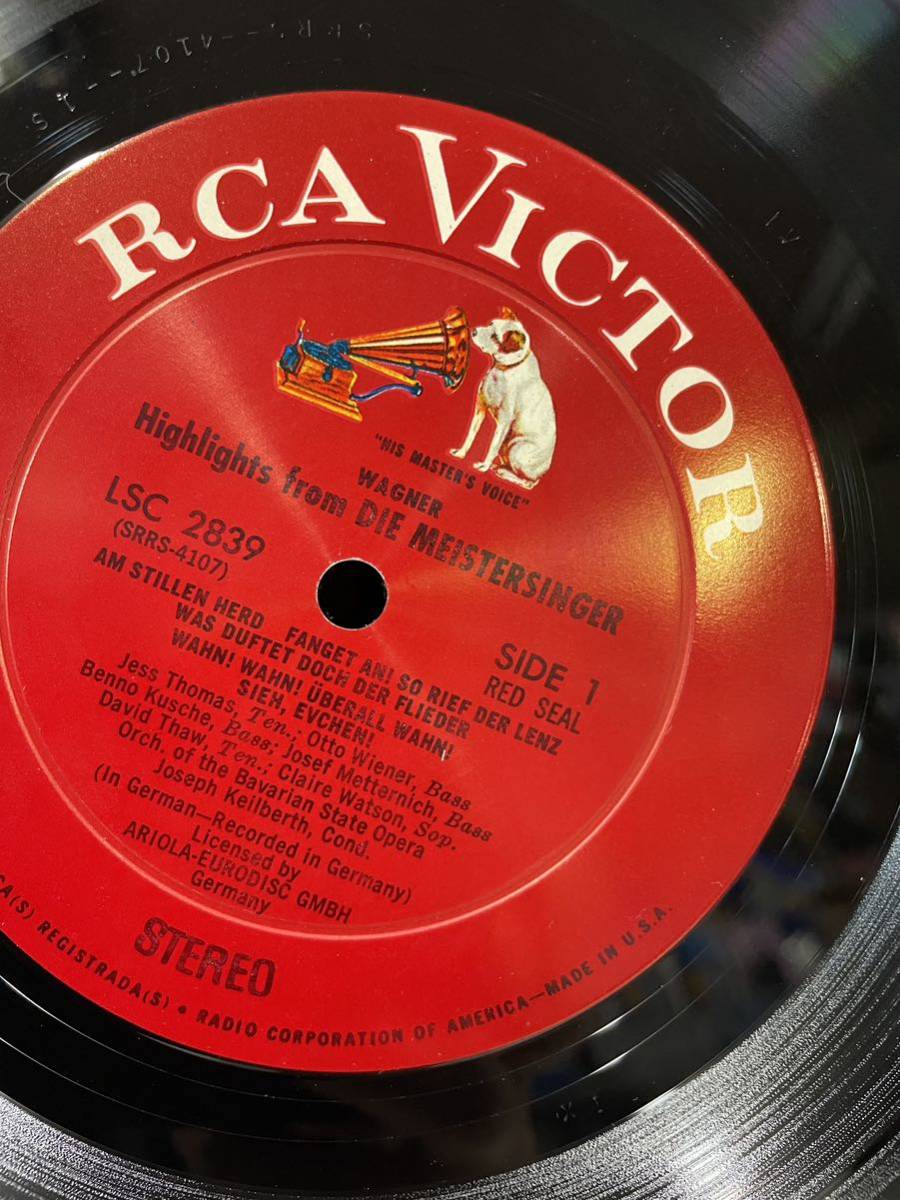 RCA VICTOR
"HIS MASTER'S VOICE"
WAGNER
Highlights from DIE MEISTERSINGER
LSC 2839
(SRRS-4107)
SIDE 1
RED SEAL
AM STILLEN HERD FANGET AN! SO RIEF DER LENZ
WAS DUFTET DOCH DER FLIEDER
WAHN! WAHN! ÜBERALL WAHN!
SIEH, EVCHEN!
Jess Thomas, Ten.; Otto Wiener, Bass
Benno Kusche, Bass; Josef Metternich, Bass
David Thaw, Ten.; Claire Watson, Sop.
Orch. of the Bavarian State Opera
Joseph Keilberth, Cond.
(In German—Recorded in Germany)
Licensed by
ARIOLA-EURODISC GMBH
Germany
STEREO
CA(S) REGISTRADA(S) • RADIO CORPORATION OF AMERICA—MADE IN U.S.A.
A1